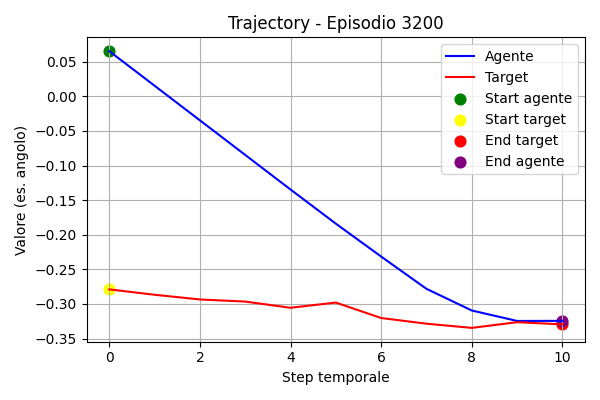 Trajectory - Episodio 3200
Agente
Target
Start agente
Start target
End target
End agente
Valore (es. angolo)
0.05
0.00
−0.05
−0.10
−0.15
−0.20
−0.25
−0.30
−0.35
0 2 4 6 8 10
Step temporale